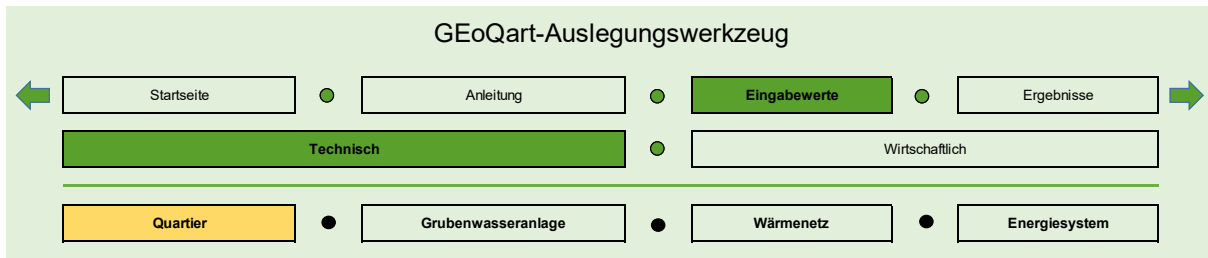 GEoQart-Auslegungswerkzeug
Startseite Anleitung Eingabewerte Ergebnisse
Technisch Wirtschaftlich
Quartier Grubenwasseranlage Wärmenetz Energiesystem